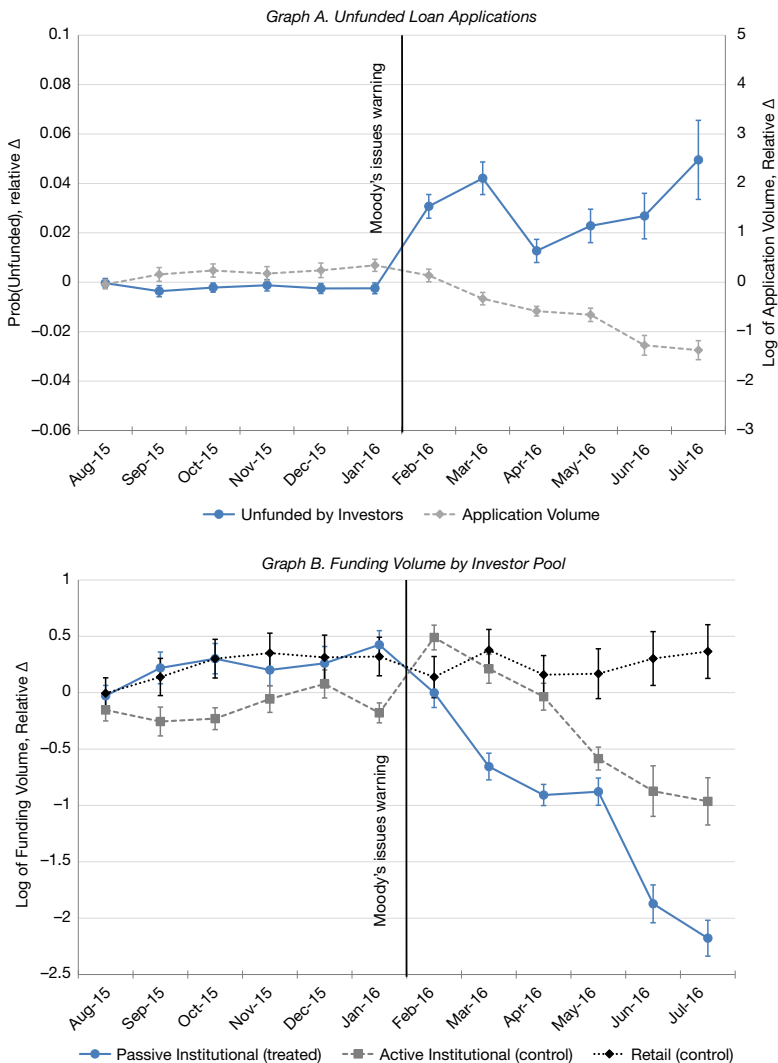 Graph A. Unfunded Loan Applications
0.1
0.08
0.06
0.04
0.02
0
−0.02
−0.04
−0.06
Prob(Unfunded), relative Δ
Moody's issues warning
5
4
3
2
1
0
−1
−2
−3
Log of Application Volume, Relative Δ
Aug-15
Sep-15
Oct-15
Nov-15
Dec-15
Jan-16
Feb-16
Mar-16
Apr-16
May-16
Jun-16
Jul-16
Unfunded by Investors
Application Volume
Graph B. Funding Volume by Investor Pool
1
0.5
0
−0.5
−1
−1.5
−2
−2.5
Log of Funding Volume, Relative Δ
Moody's issues warning
Aug-15
Sep-15
Oct-15
Nov-15
Dec-15
Jan-16
Feb-16
Mar-16
Apr-16
May-16
Jun-16
Jul-16
Passive Institutional (treated)
Active Institutional (control)
Retail (control)